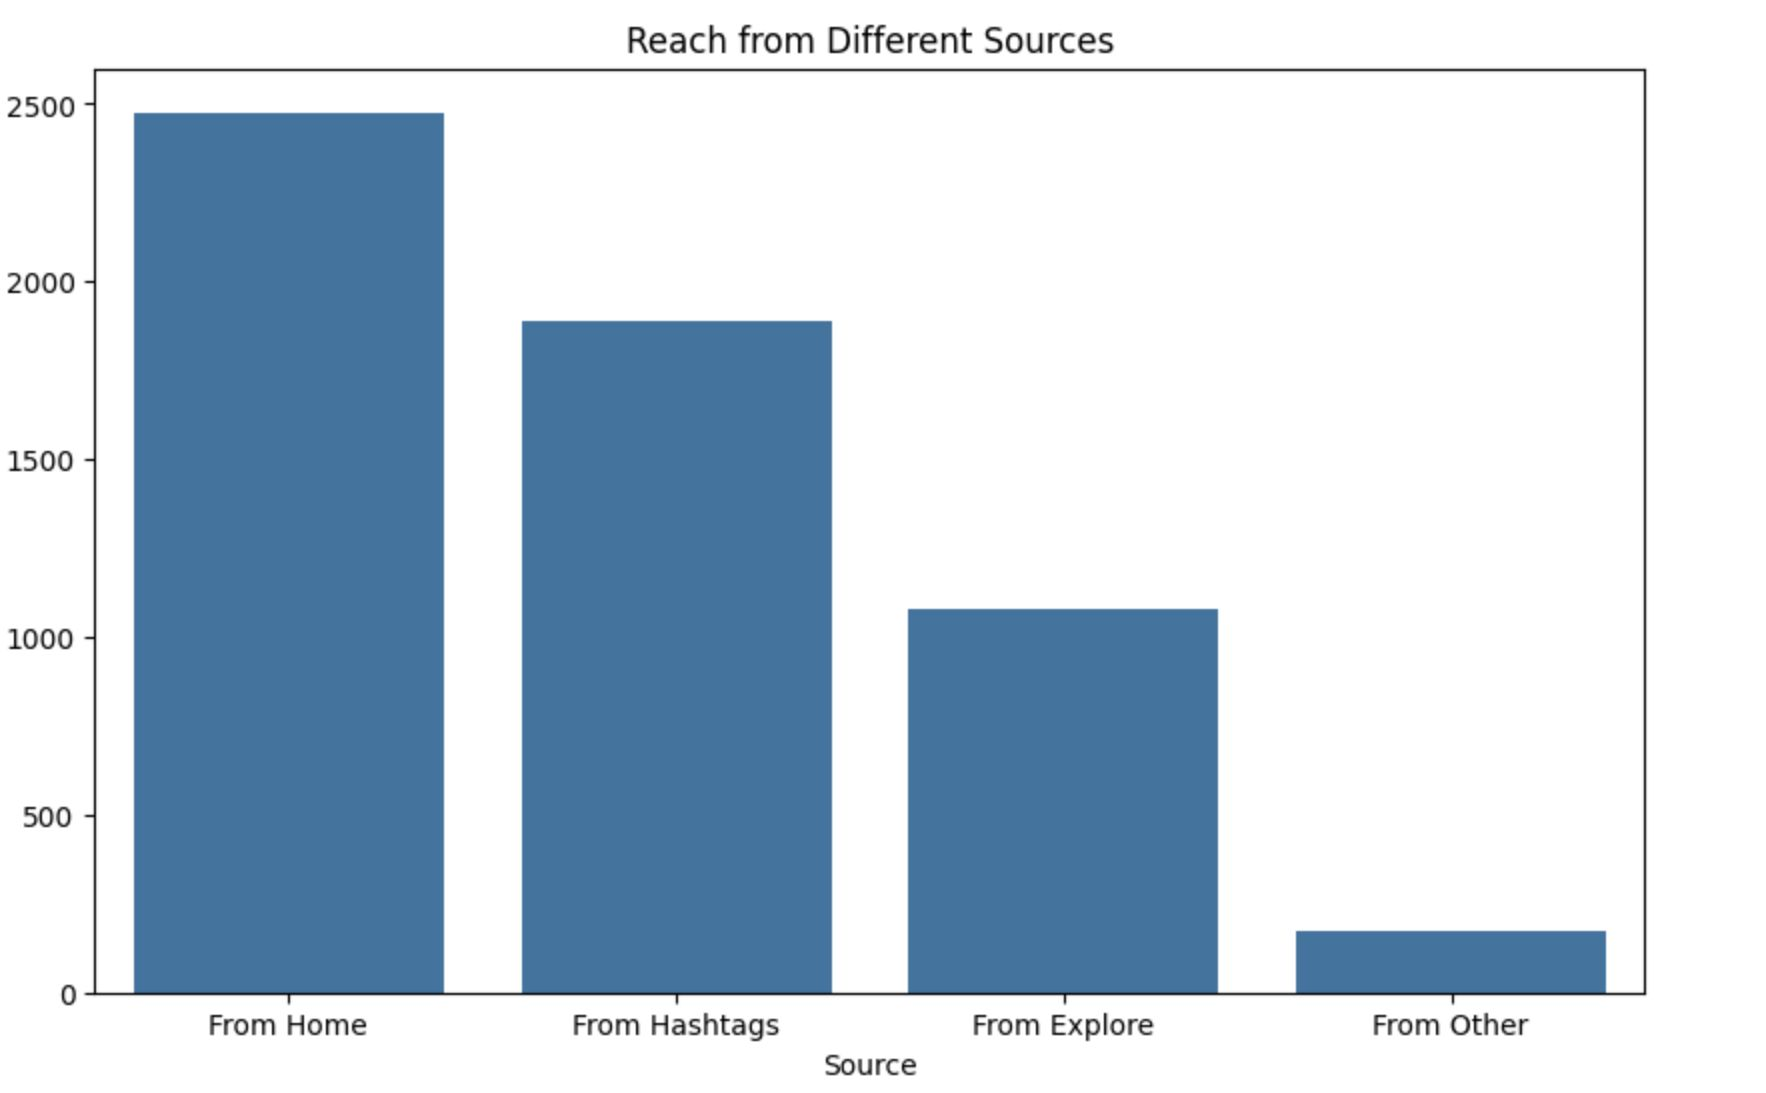 Reach from Different Sources
2500
2000
1500
1000
500
0
From Home From Hashtags From Explore From Other
Source